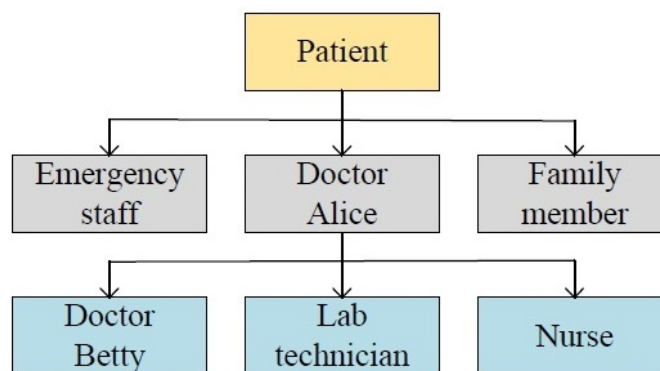 Patient
Emergency
staff
Doctor
Alice
Family
member
Doctor
Betty
Lab
technician
Nurse